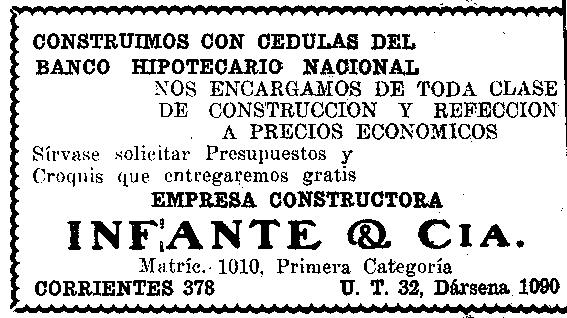 CONSTRUIMOS CON CEDULAS DEL
BANCO HIPOTECARIO NACIONAL
NOS ENCARGAMOS DE TODA CLASE
DE CONSTRUCCION Y REFECCION
A PRECIOS ECONOMICOS
Sírvase solicitar Presupuestos y
Croquis que entregaremos gratis
EMPRESA CONSTRUCTORA
INFANTE & CIA.
Matríc. 1010, Primera Categoría
CORRIENTES 378 U. T. 32, Dársena 1090